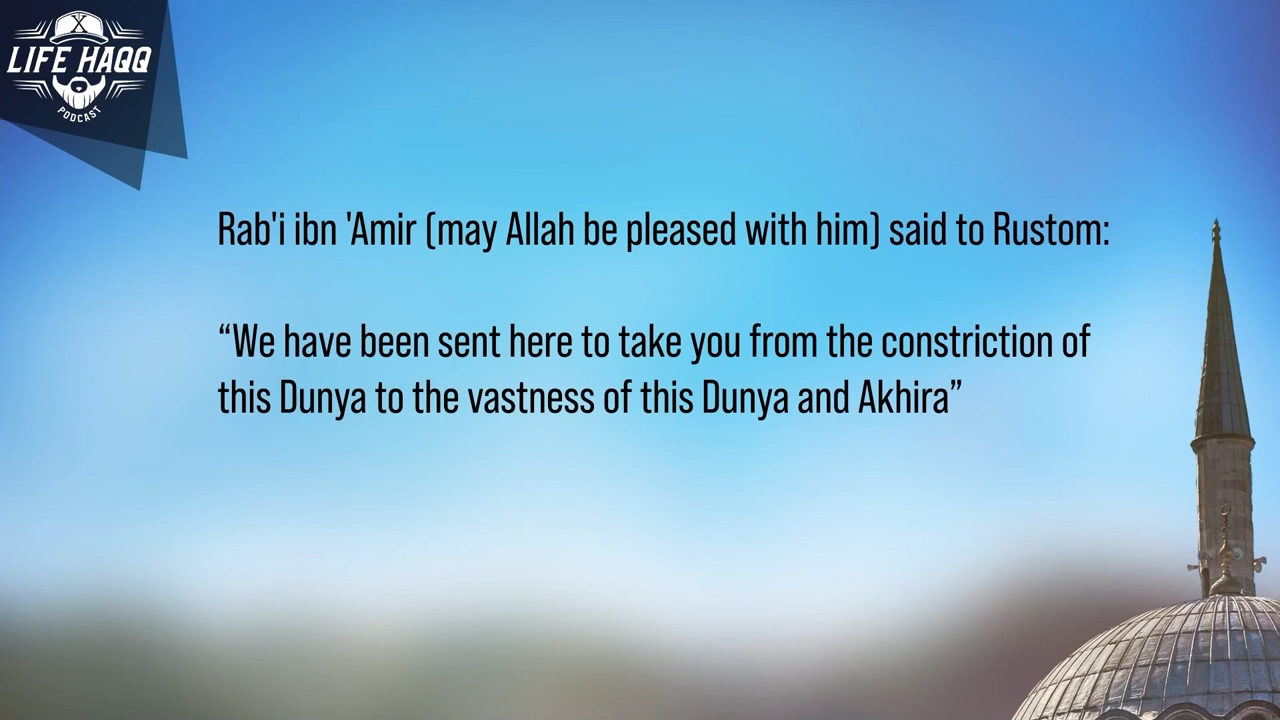 X
LIFE HAQQ
PODCAST
Rab'i ibn 'Amir (may Allah be pleased with him) said to Rustom:
“We have been sent here to take you from the constriction of
this Dunya to the vastness of this Dunya and Akhira”